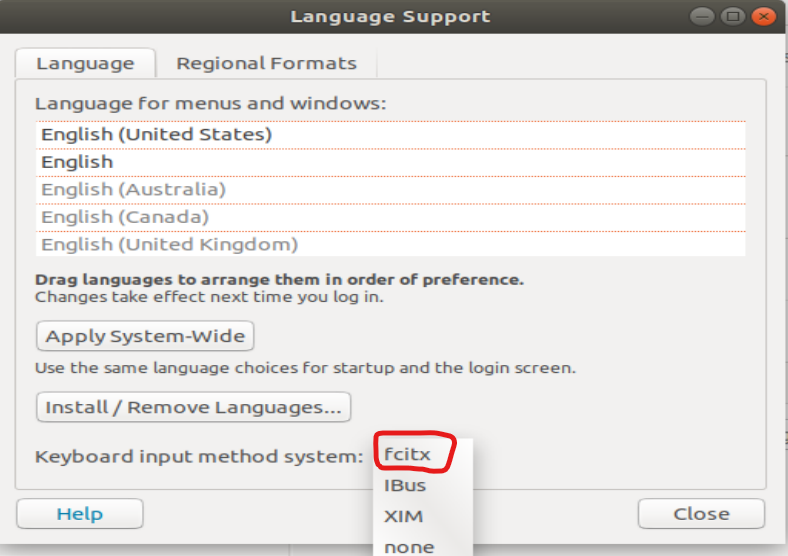 Language Support
Language Regional Formats
Language for menus and windows:
English (United States)
English
English (Australia)
English (Canada)
English (United Kingdom)
Drag languages to arrange them in order of preference.
Changes take effect next time you log in.
Apply System-Wide
Use the same language choices for startup and the login screen.
Install / Remove Languages...
Keyboard input method system: fcitx
IBus
XIM
none
Help Close